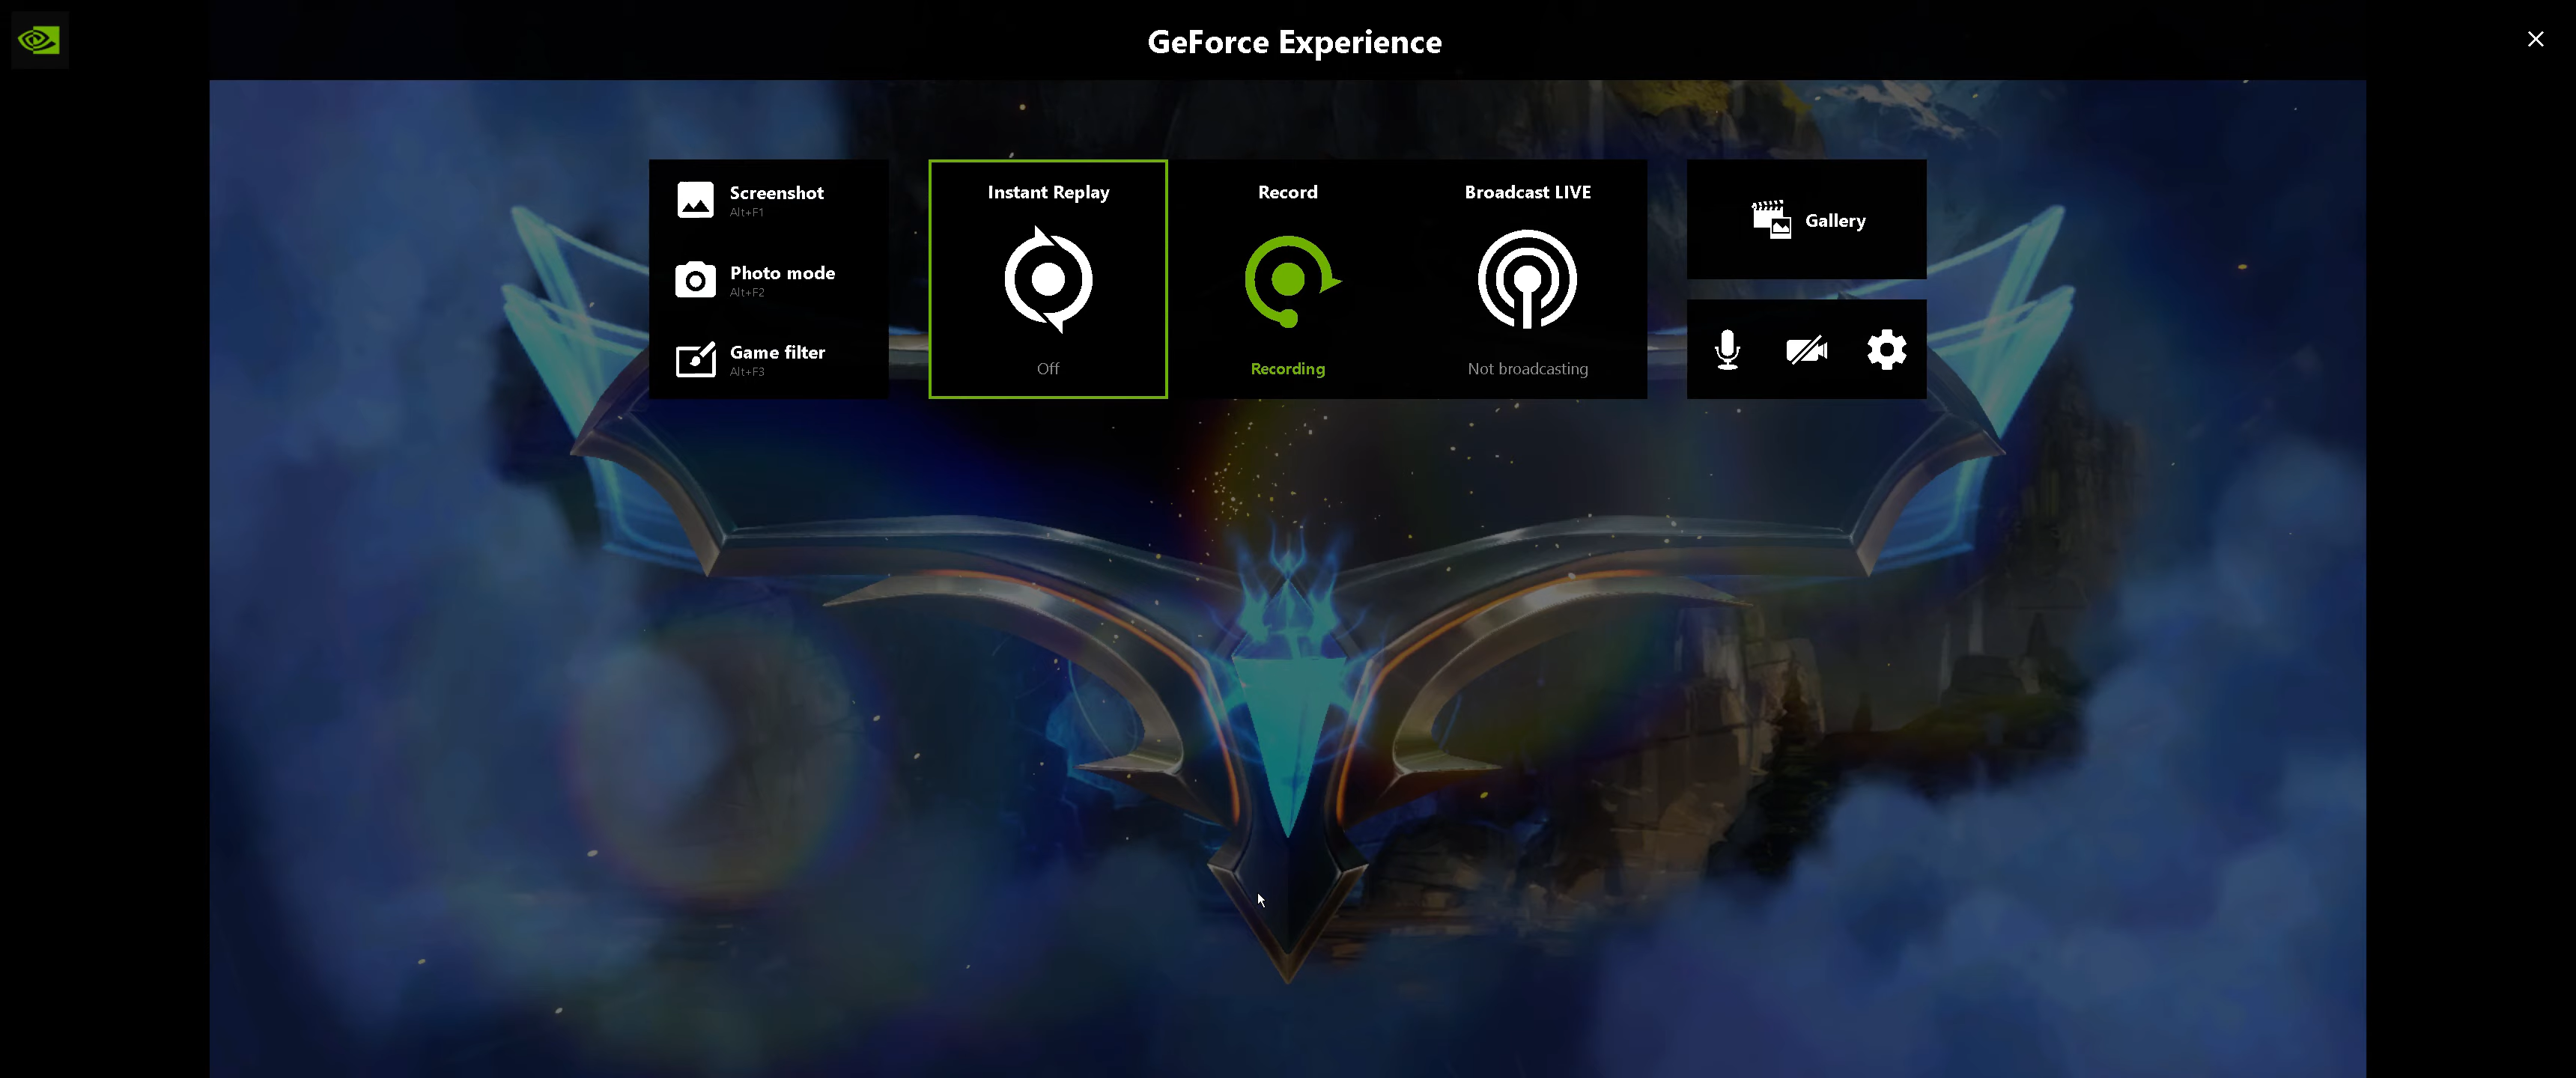 GeForce Experience
Screenshot
Alt+F1
Photo mode
Alt+F2
Game filter
Alt+F3
Instant Replay
Off
Record
Recording
Broadcast LIVE
Not broadcasting
Gallery